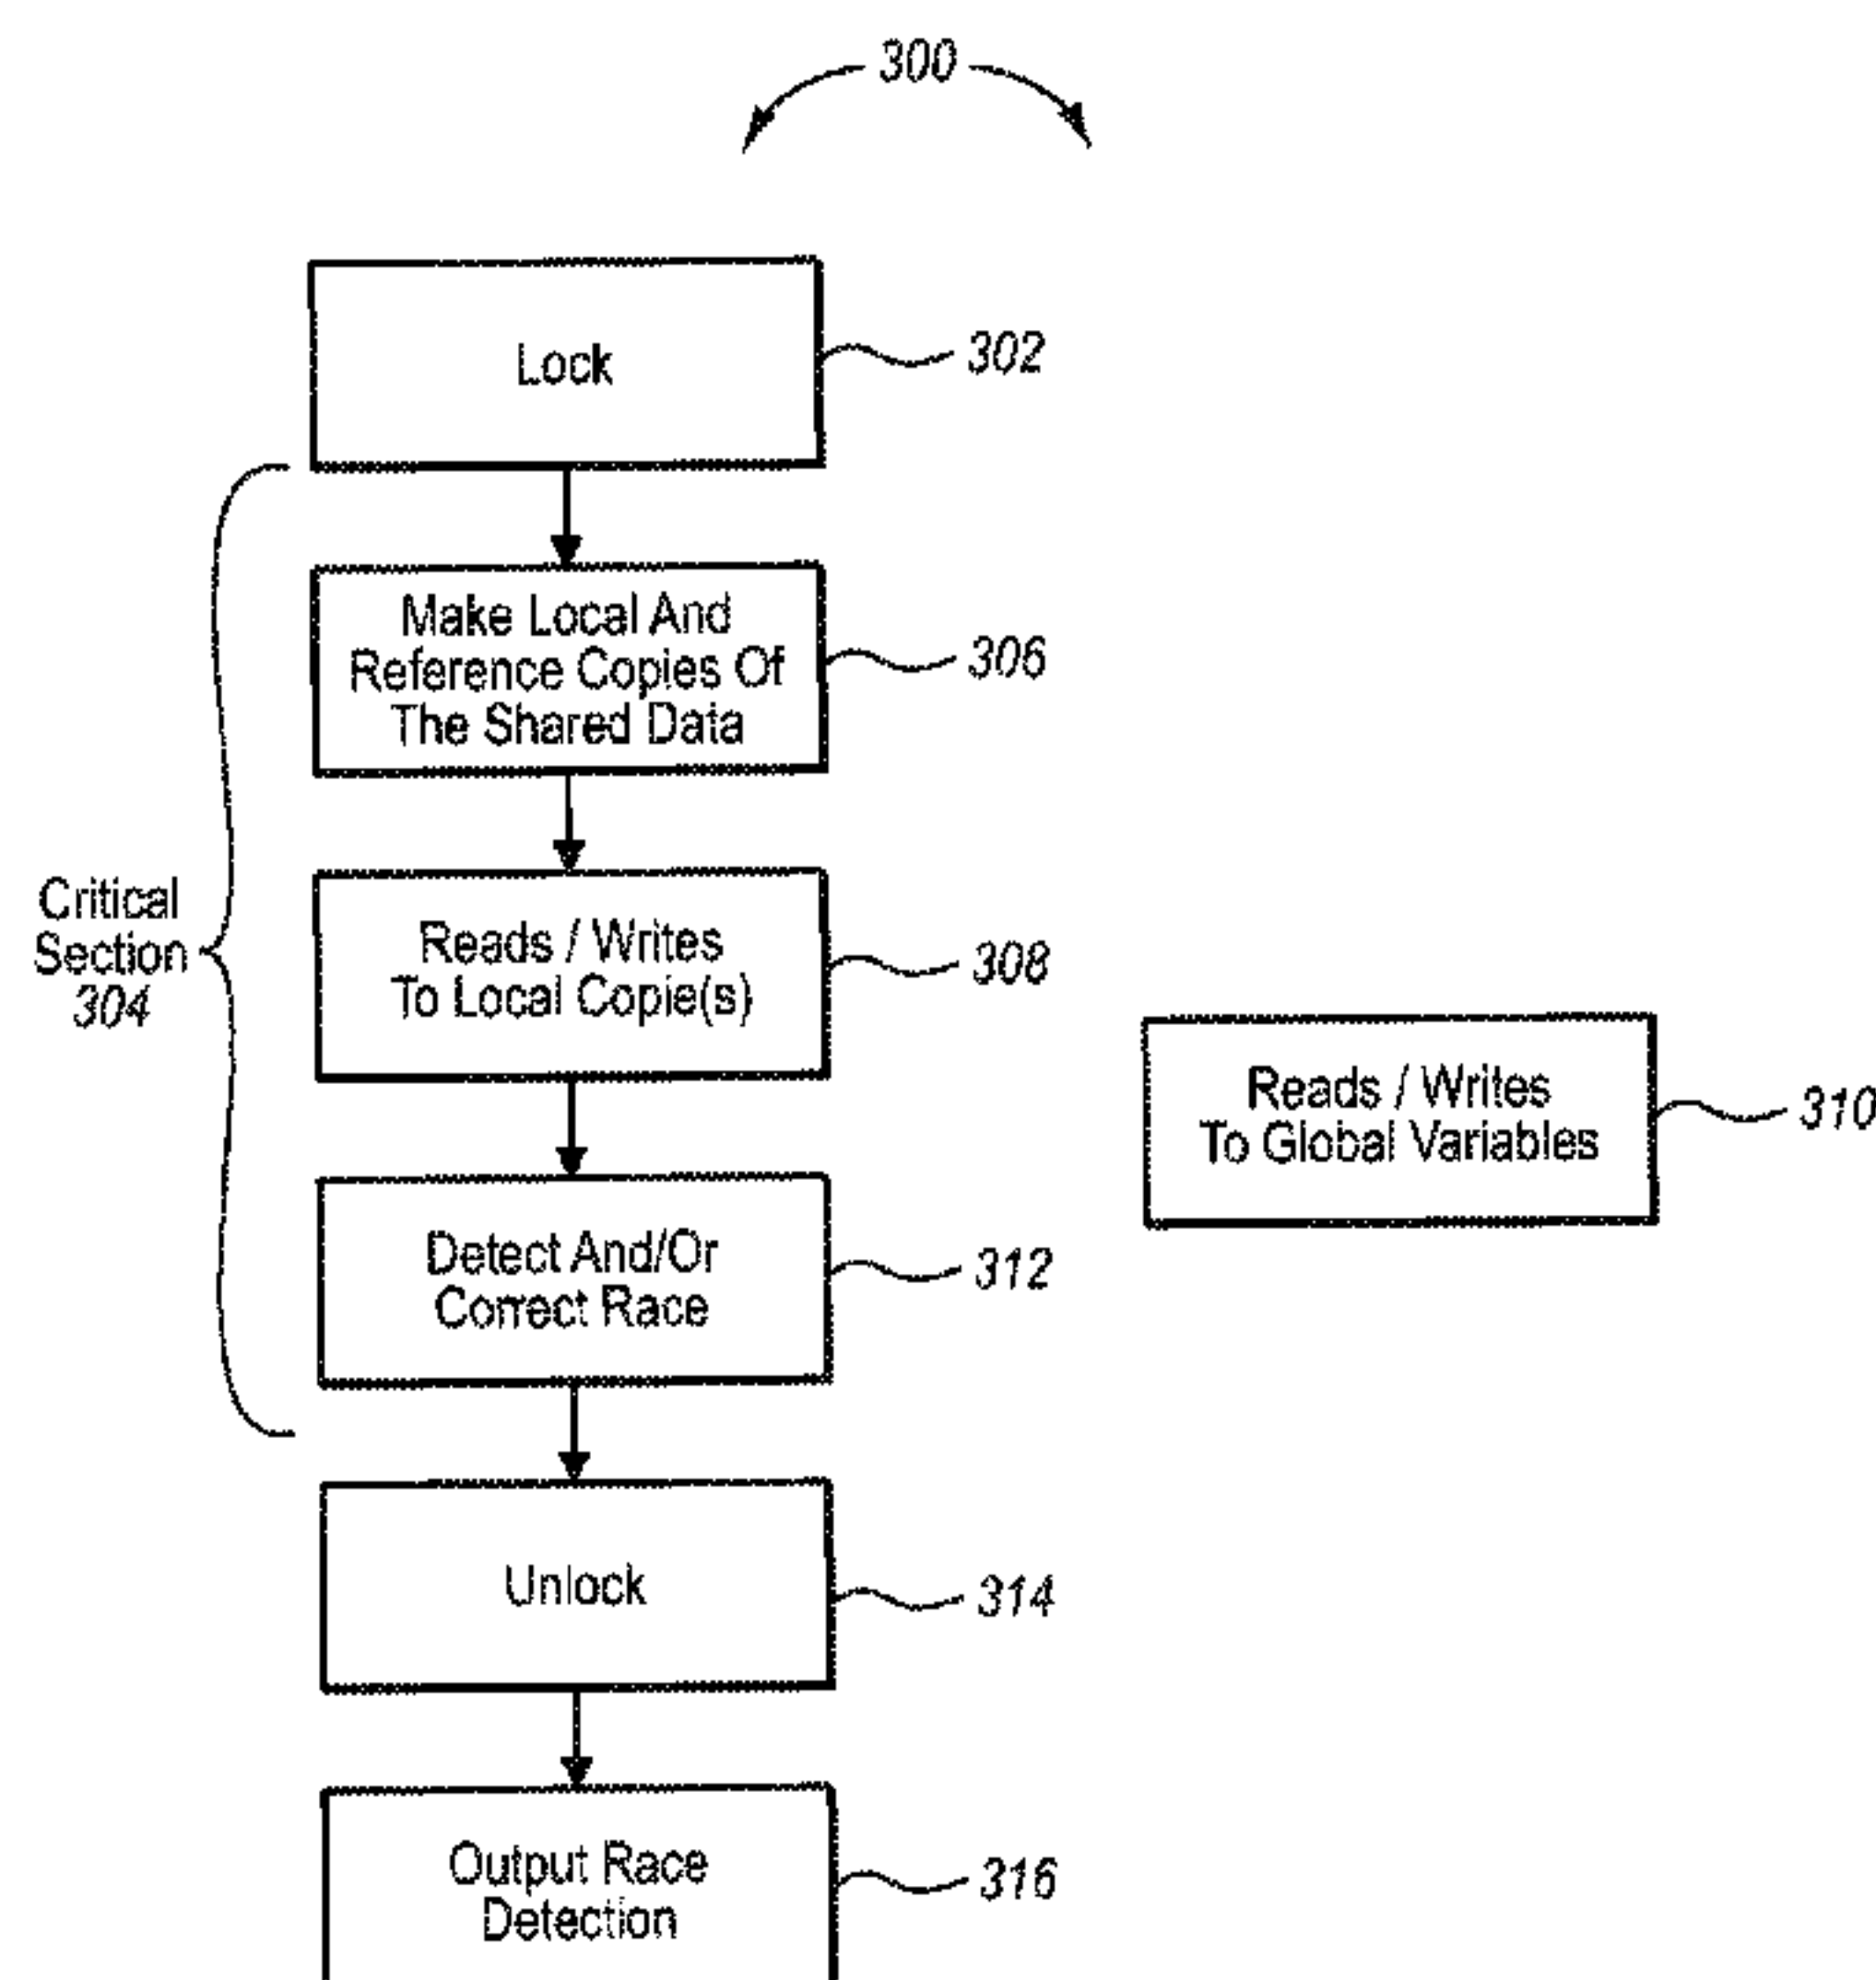 300
Lock
302
Make Local And
Reference Copies Of
The Shared Data
306
Critical
Section
304
Reads / Writes
To Local Copie(s)
308
Reads / Writes
To Global Variables
310
Detect And/Or
Correct Race
312
Unlock
314
Output Race
Detection
316